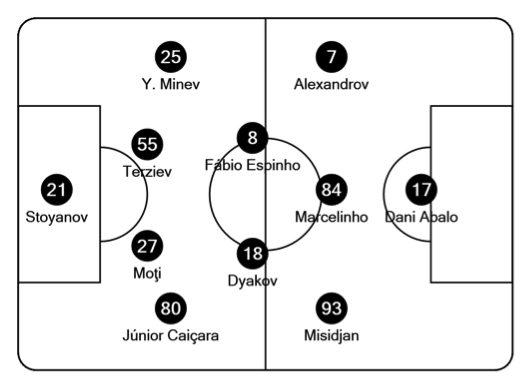 25
Y. Minev
7
Alexandrov
55
Terziev
8
Fábio Espinho
21
Stoyanov
84
Marcelinho
17
Dani Abalo
27
Moţi
18
Dyakov
80
Júnior Caiçara
93
Misidjan